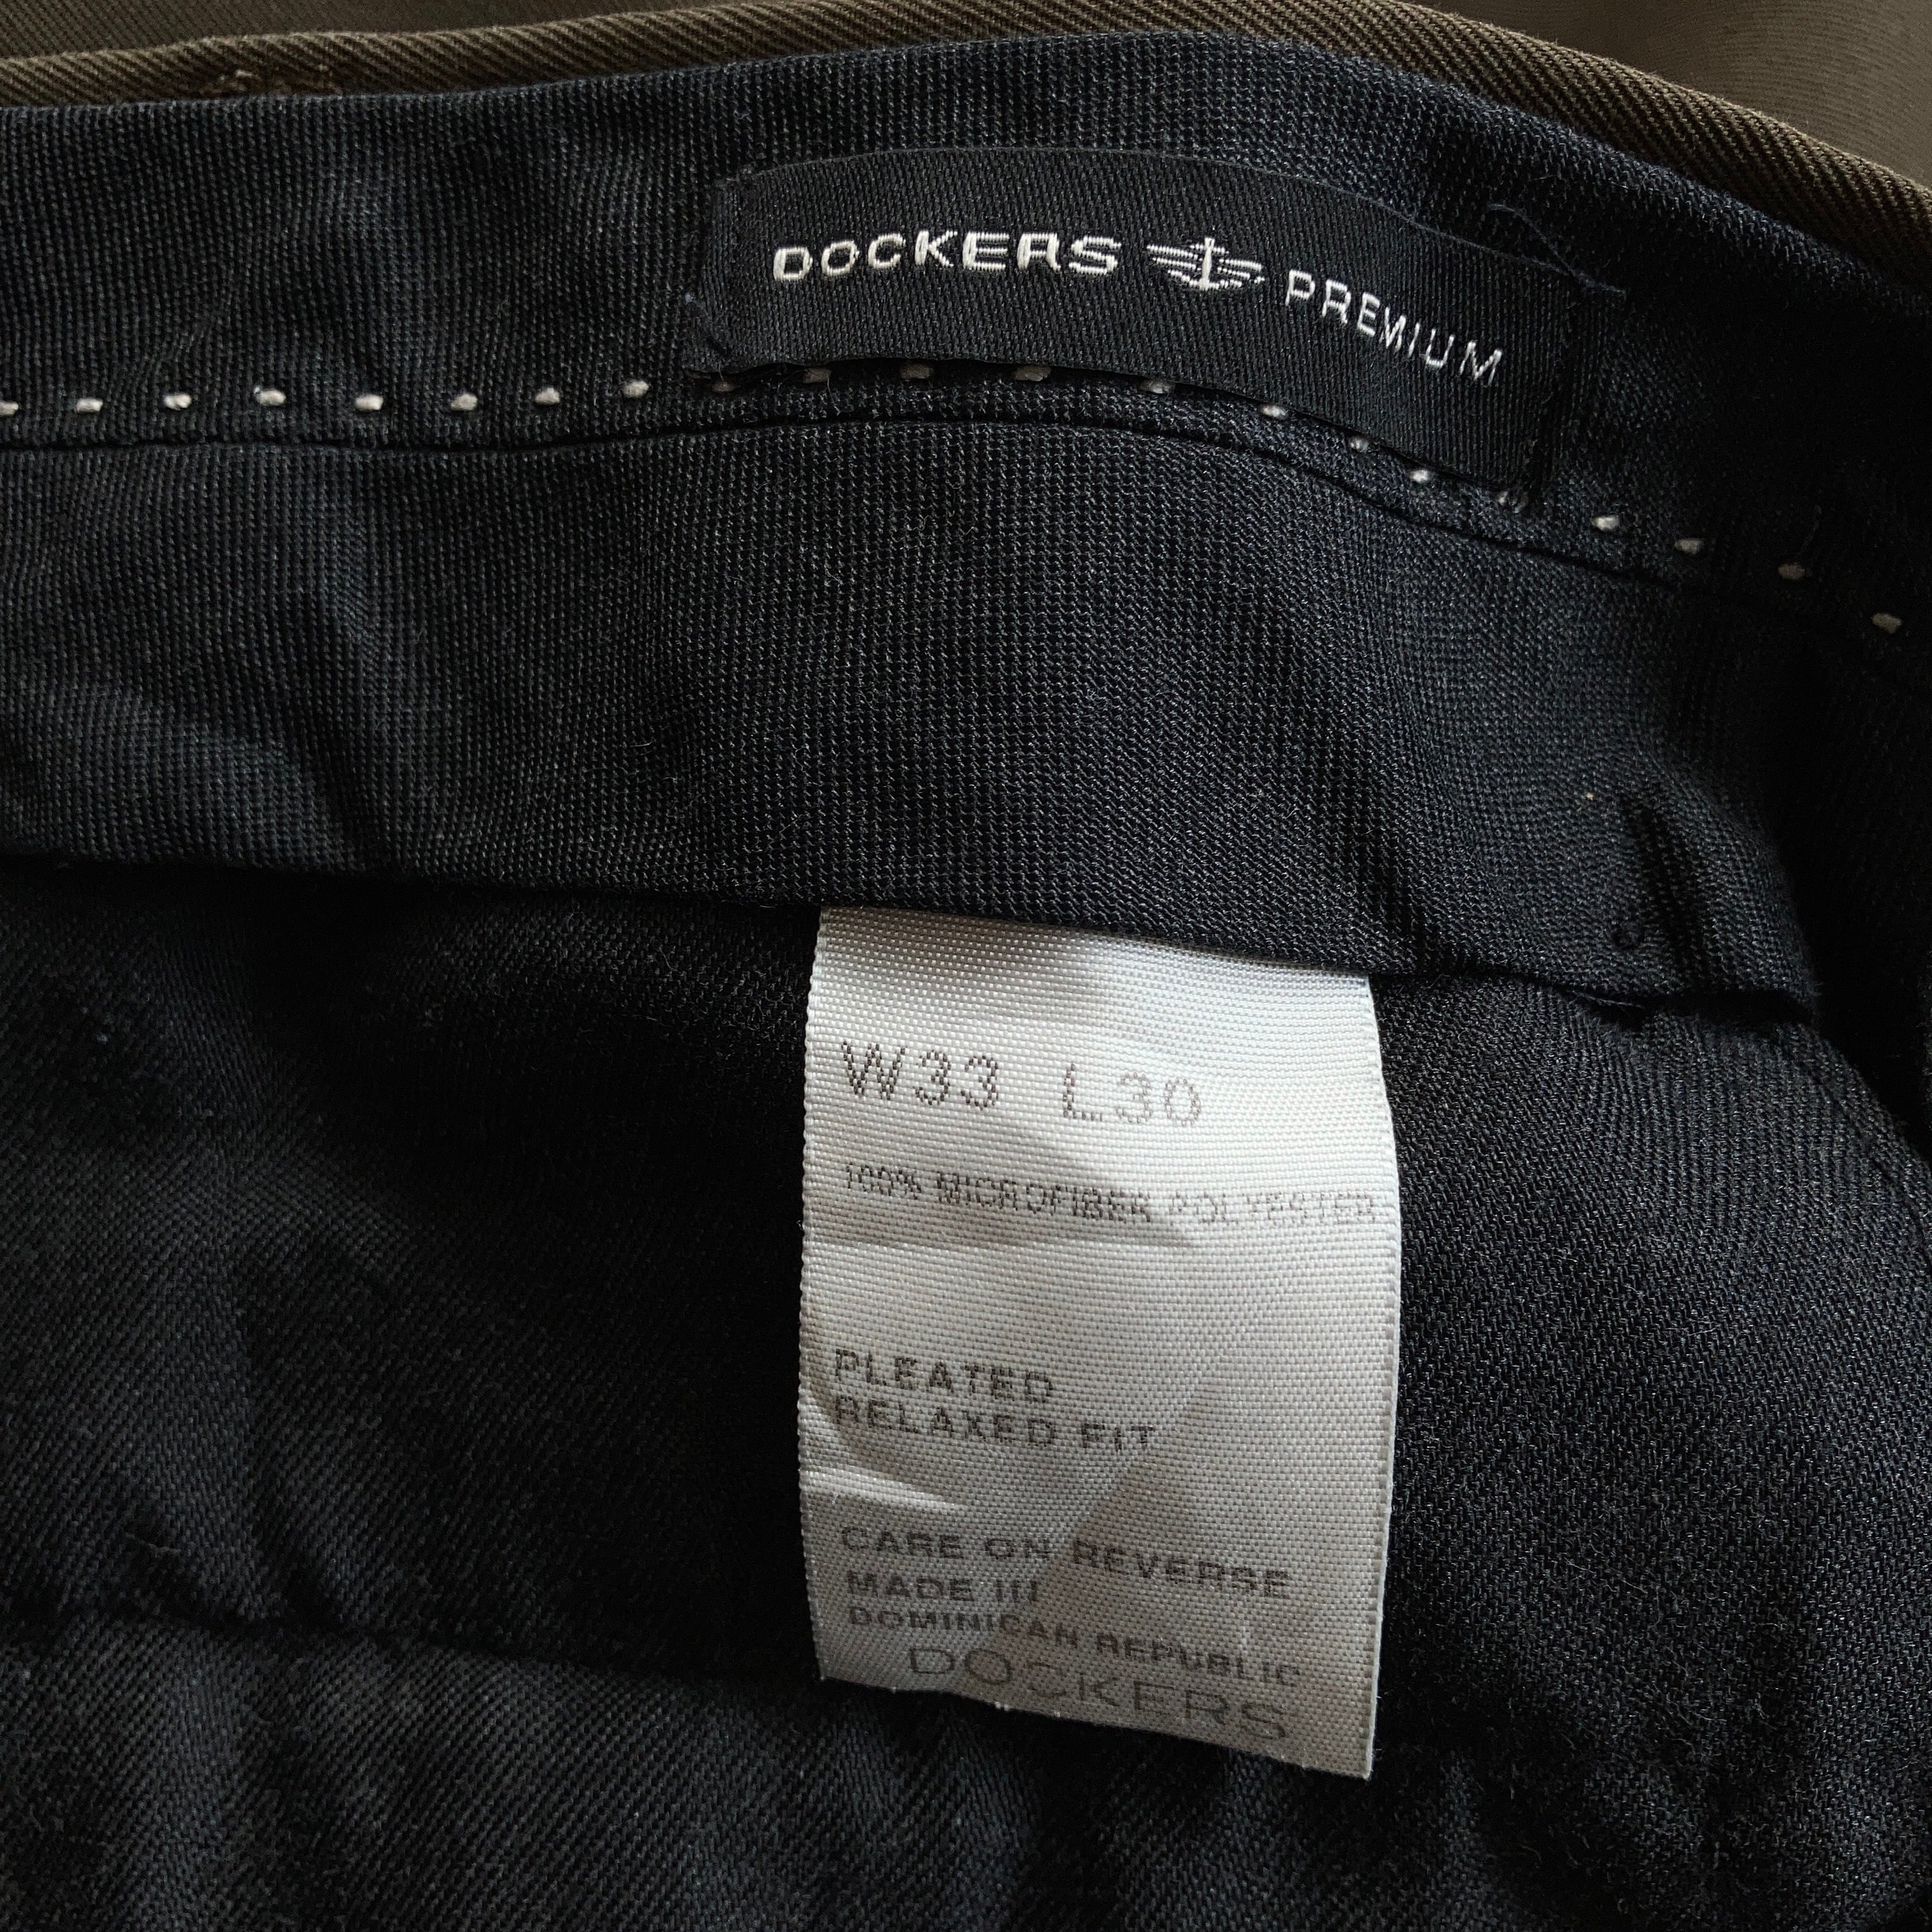 DOCKERS PREMIUM
W33 L30
100% MICROFIBER POLYESTER
PLEATED
RELAXED FIT
CARE ON REVERSE
MADE IN
DOMINICAN REPUBLIC
DOCKERS